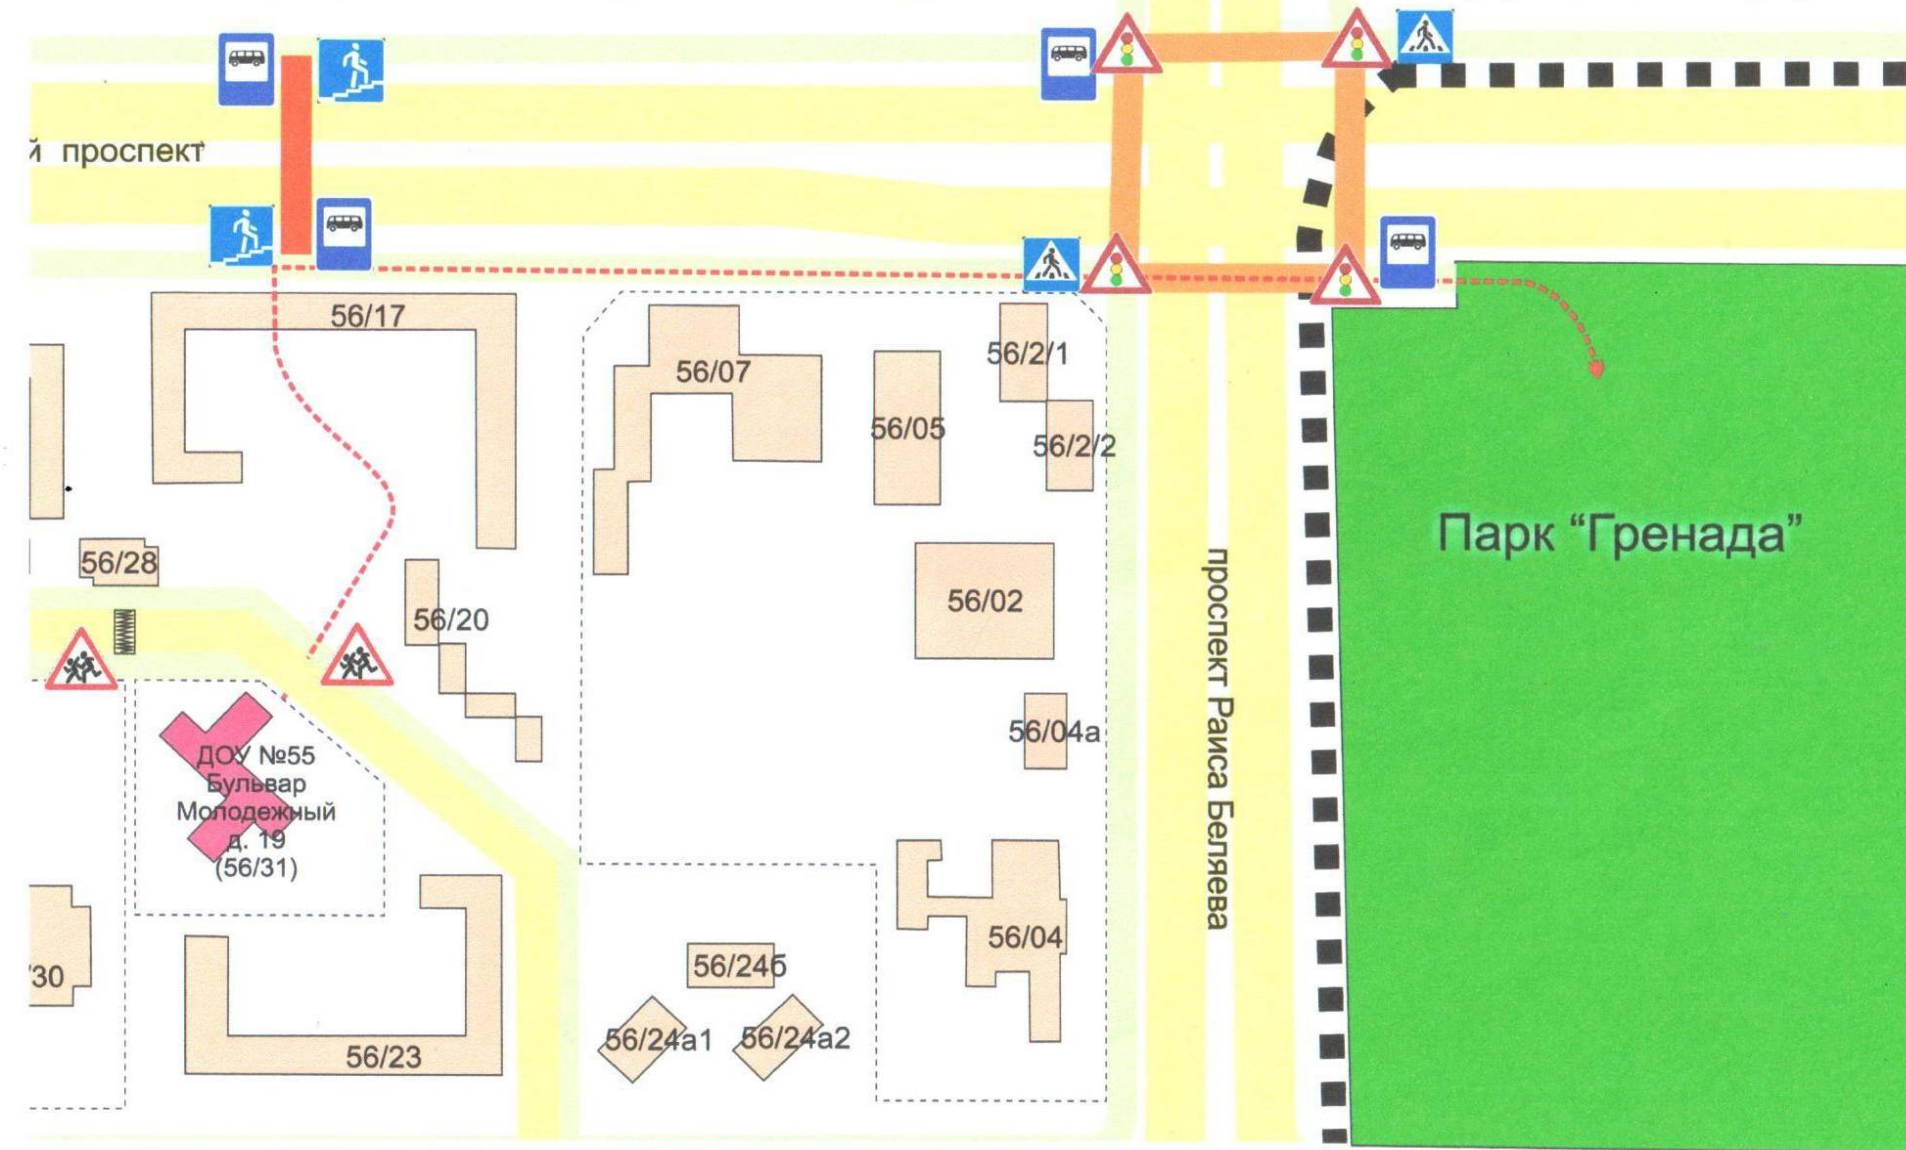 й проспект
56/17
56/07
56/05
56/2/1
56/2/2
56/28
56/20
56/02
56/04а
Парк “Гренада”
проспект Раиса Беляева
ДОУ №55
Бульвар
Молодежный
д. 19
(56/31)
/30
56/23
56/24б
56/24а1
56/24а2
56/04